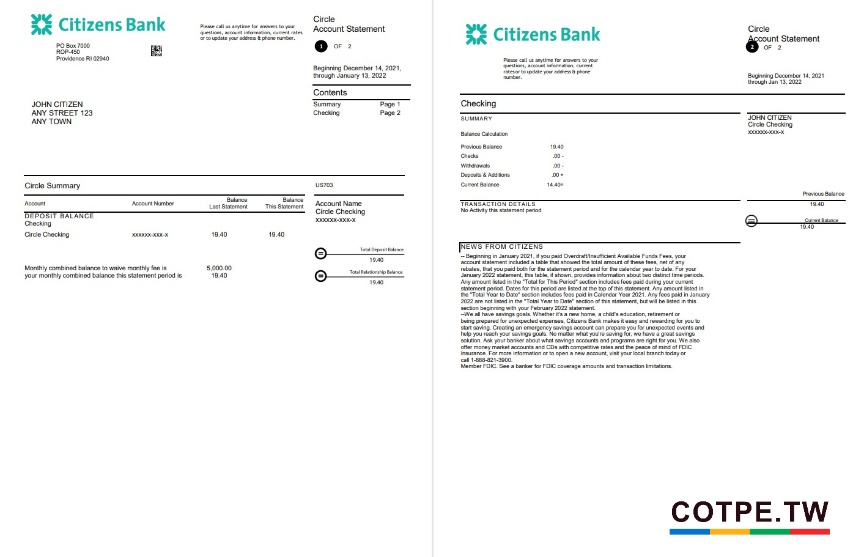 Citizens Bank
PO Box 7000
ROP-450
Providence RI 02940
Please call us anytime for answers to your
questions, account information, current rates
or to update your address & phone number.
Circle
Account Statement
1 OF 2
Beginning December 14, 2021,
through January 13, 2022
Contents
Summary Page 1
Checking Page 2
JOHN CITIZEN
ANY STREET 123
ANY TOWN
Circle Summary
US703
Account Account Number Balance Last Statement Balance This Statement
DEPOSIT BALANCE
Checking
Circle Checking xxxxxx-xxx-x 19.40 19.40
Monthly combined balance to waive monthly fee is 5,000.00
your monthly combined balance this statement period is 19.40
Account Name
Circle Checking
xxxxxx-xxx-x
Total Deposit Balance
19.40
Total Relationship Balance
19.40
Citizens Bank
Please call us anytime for answers to your
questions, account information, current
ratesor to update your address & phone
number.
Circle
Account Statement
2 OF 2
Beginning December 14, 2021
through Jan 13, 2022
Checking
SUMMARY
Balance Calculation
Previous Balance 19.40
Checks .00 -
Withdrawals .00 -
Deposits & Additions .00 +
Current Balance 14.40=
JOHN CITIZEN
Circle Checking
xxxxxx-xxx-x
Previous Balance
19.40
Current Balance
19.40
TRANSACTION DETAILS
No Activity this statement period
NEWS FROM CITIZENS
-- Beginning in January 2021, if you paid Overdraft/Insufficient Available Funds Fees, your
account statement included a table that showed the total amount of these fees, net of any
rebates, that you paid both for the statement period and for the calendar year to date. For your
January 2022 statement, this table, if shown, provides information about two distinct time periods.
Any amount listed in the "Total for This Period" section includes fees paid during your current
statement period. Dates for this period are listed at the top of this statement. Any amount listed in
the "Total Year to Date" section includes fees paid in Calendar Year 2021. Any fees paid in January
2022 are not listed in the "Total Year to Date" section of this statement, but will be listed in this
section beginning with your February 2022 statement.
--We all have savings goals. Whether it's a new home, a child's education, retirement or
being prepared for unexpected expenses, Citizens Bank makes it easy and rewarding for you to
start saving. Creating an emergency savings account can prepare you for unexpected events and
help you reach your savings goals. No matter what you're saving for, we have a great savings
solution. Ask your banker about what savings accounts and programs are right for you. We also
offer money market accounts and CDs with competitive rates and the peace of mind of FDIC
insurance. For more information or to open a new account, visit your local branch today or
call 1-888-821-3900.
Member FDIC. See a banker for FDIC coverage amounts and transaction limitations.
COTPE.TW